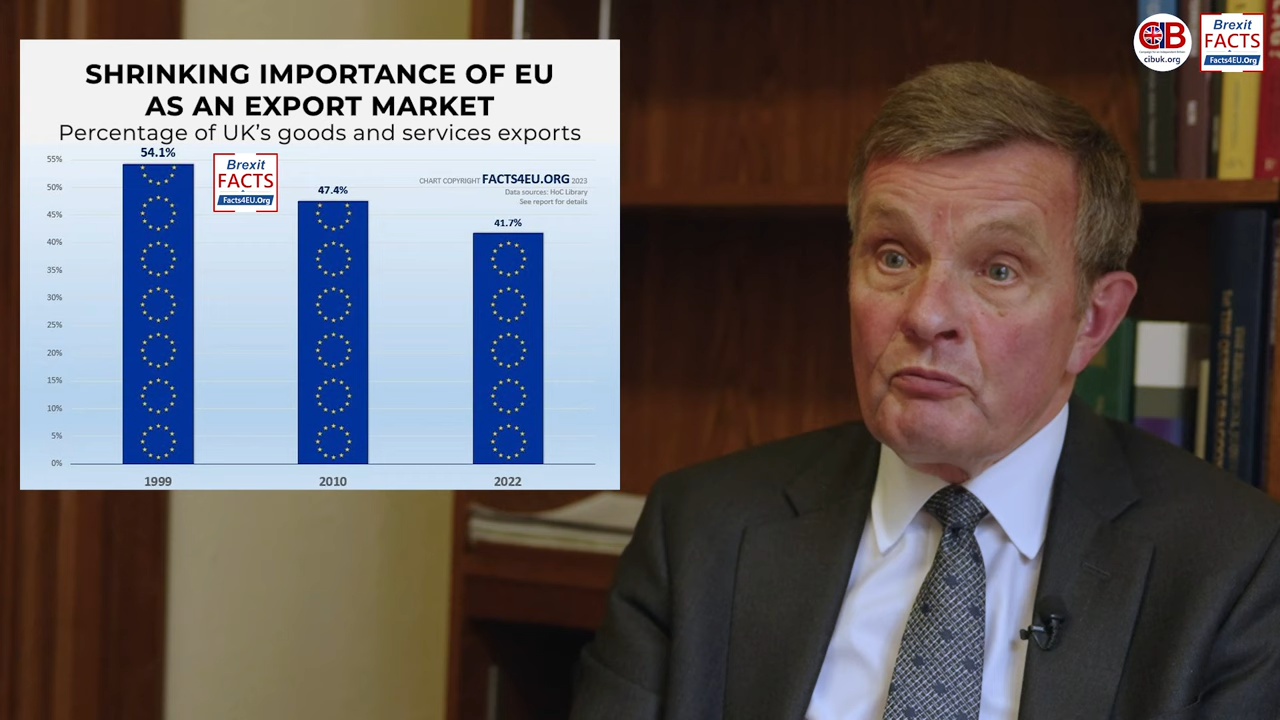 SHRINKING IMPORTANCE OF EU
AS AN EXPORT MARKET
Percentage of UK's goods and services exports
54.1%
47.4%
41.7%
Brexit
FACTS
Facts4EU.Org
CHART COPYRIGHT FACTS4EU.ORG 2023
Data sources: HoC Library
See report for details
55%
50%
45%
40%
35%
30%
25%
20%
15%
10%
5%
0%
1999
2010
2022
CIB
cibuk.org
Brexit
FACTS
Facts4EU.Org